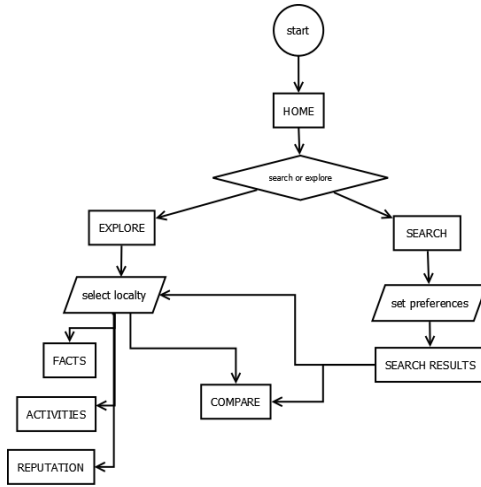 start
HOME
search or explore
EXPLORE
SEARCH
select localty
set preferences
FACTS
SEARCH RESULTS
ACTIVITIES
COMPARE
REPUTATION